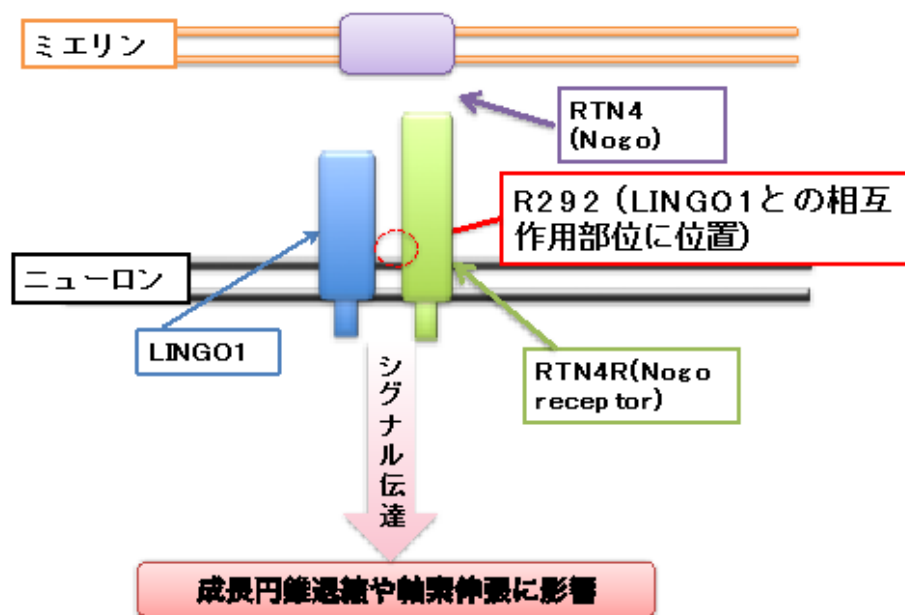 ミエリン
RTN4
(Nogo)
R292（LINGO1との相互
作用部位に位置）
ニューロン
LINGO1
RTN4R(Nogo
receptor)
シグナル伝達
成長円錐退縮や軸索伸張に影響